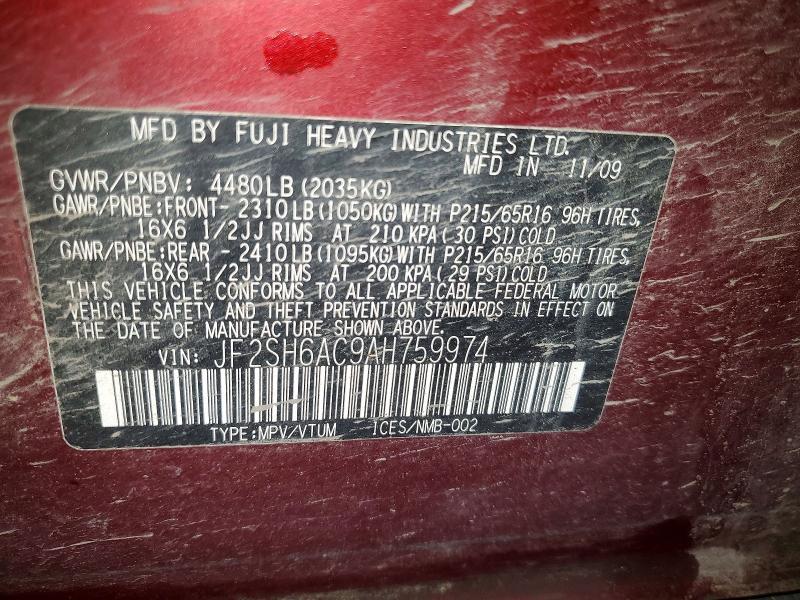 MFD BY FUJI HEAVY INDUSTRIES LTD.
MFD IN 11/09
GVWR/PNBV: 4480LB(2035KG)
GAWR/PNBE:FRONT- 2310LB(1050KG)WITH P215/65R16 96H TIRES,
16X6 1/2JJ RIMS AT 210 KPA(30 PSI)COLD
GAWR/PNBE:REAR - 2410LB(1095KG)WITH P215/65R16 96H TIRES,
16X6 1/2JJ RIMS AT 200 KPA(29 PSI)COLD
THIS VEHICLE CONFORMS TO ALL APPLICABLE FEDERAL MOTOR
VEHICLE SAFETY AND THEFT PREVENTION STANDARDS IN EFFECT ON
THE DATE OF MANUFACTURE SHOWN ABOVE.
VIN: JF2SH6AC9AH759974
TYPE:MPV/VTUM ICES/NMB-002